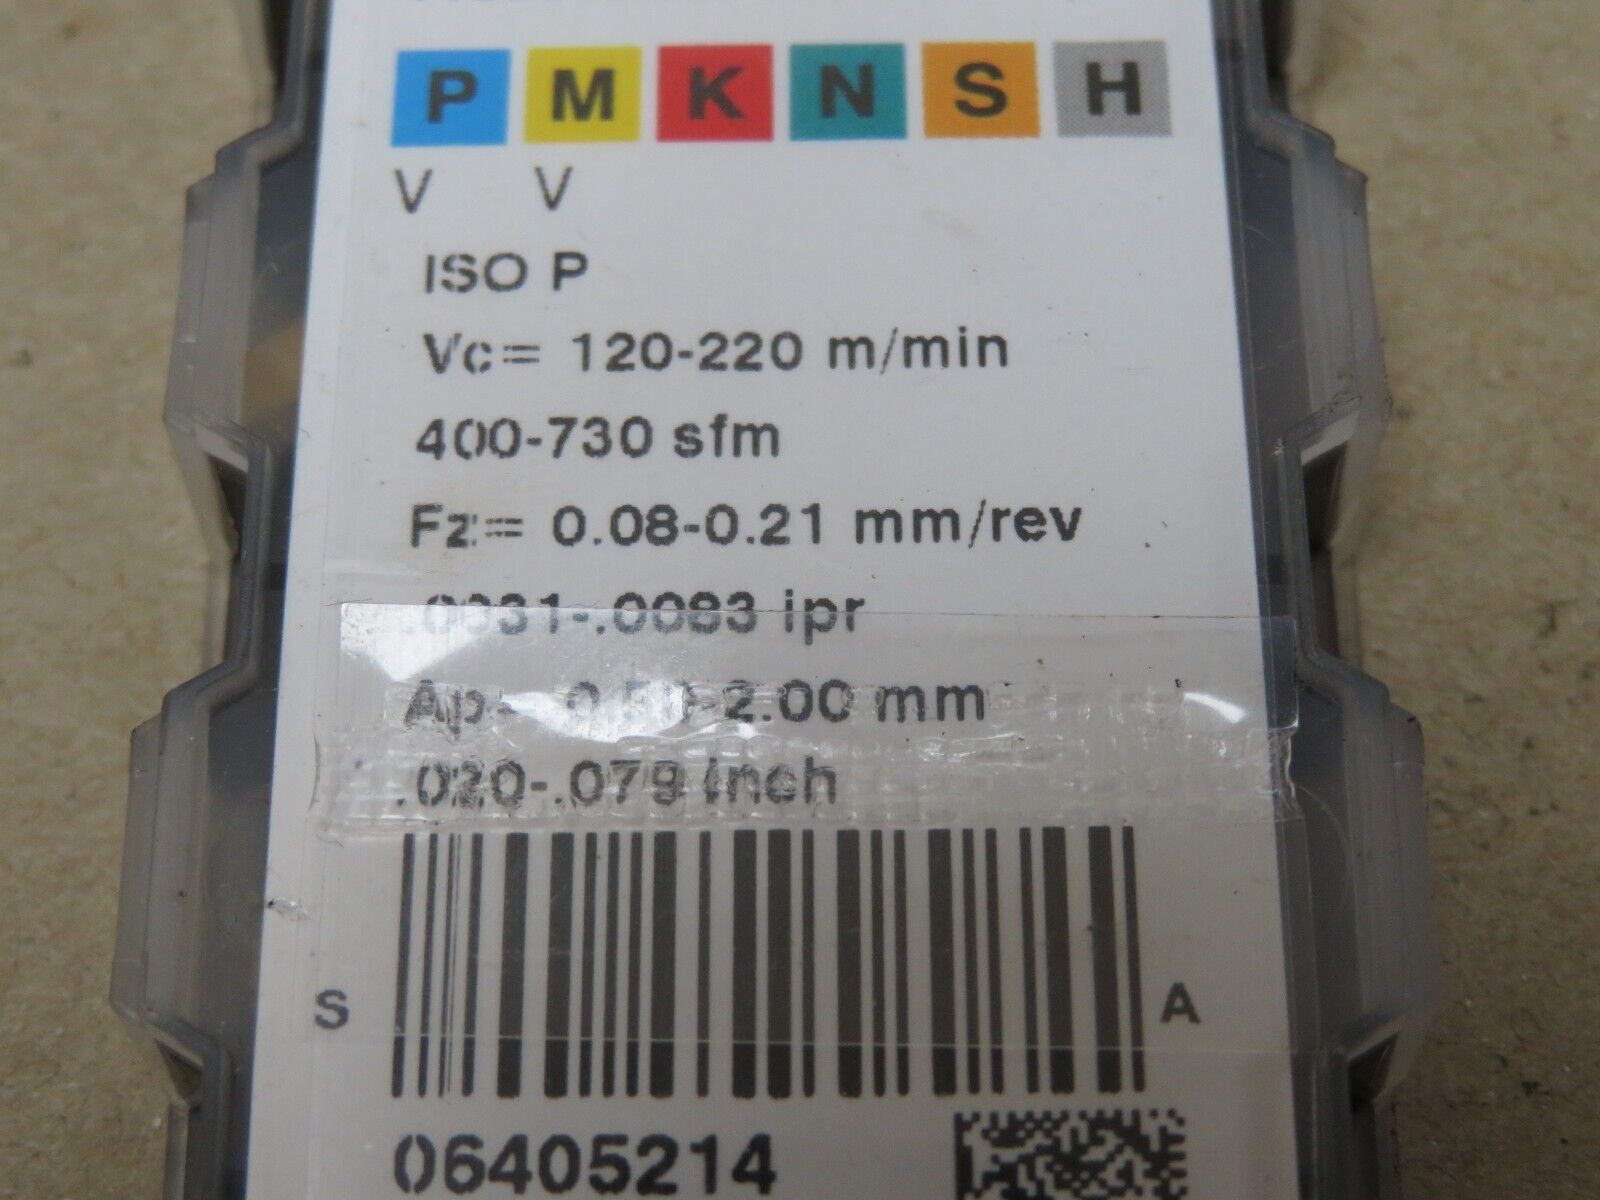 P M K N S H
V V
ISO P
Vc= 120-220 m/min
400-730 sfm
Fz= 0.08-0.21 mm/rev
.0031-.0083 ipr
Ap= 0.50-2.00 mm
.020-.079 inch
S A
06405214